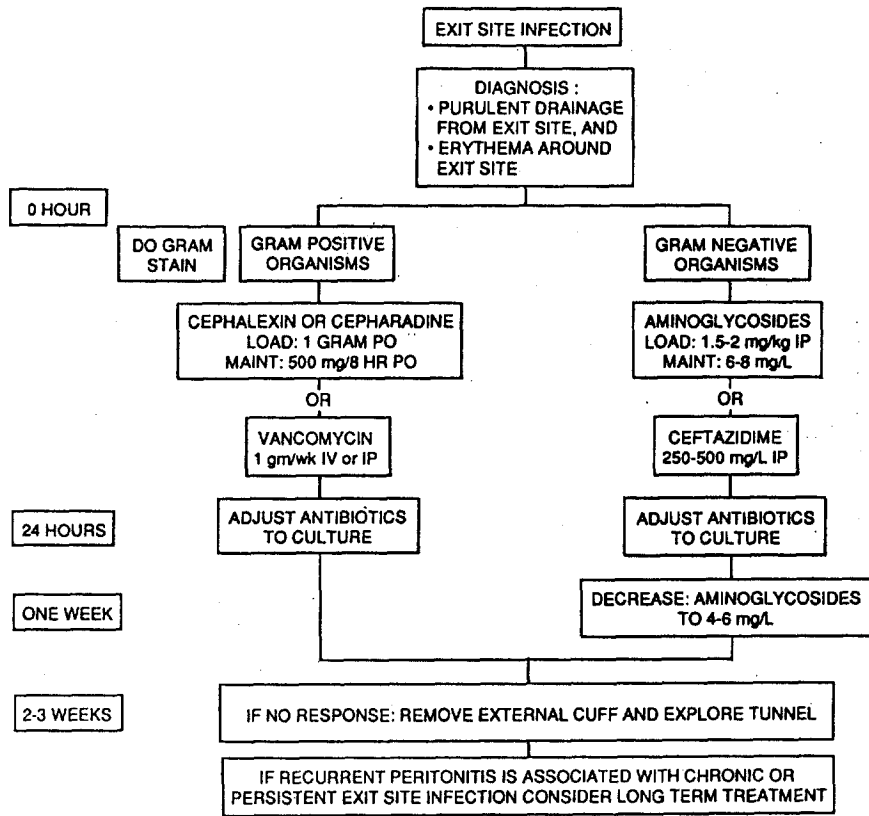 EXIT SITE INFECTION
DIAGNOSIS :
• PURULENT DRAINAGE
FROM EXIT SITE, AND
• ERYTHEMA AROUND
EXIT SITE
0 HOUR
DO GRAM
STAIN
GRAM POSITIVE
ORGANISMS
GRAM NEGATIVE
ORGANISMS
CEPHALEXIN OR CEPHARADINE
LOAD: 1 GRAM PO
MAINT: 500 mg/8 HR PO
AMINOGLYCOSIDES
LOAD: 1.5-2 mg/kg IP
MAINT: 6-8 mg/L
OR
OR
VANCOMYCIN
1 gm/wk IV or IP
CEFTAZIDIME
250-500 mg/L IP
24 HOURS
ADJUST ANTIBIOTICS
TO CULTURE
ADJUST ANTIBIOTICS
TO CULTURE
ONE WEEK
DECREASE: AMINOGLYCOSIDES
TO 4-6 mg/L
2-3 WEEKS
IF NO RESPONSE: REMOVE EXTERNAL CUFF AND EXPLORE TUNNEL
IF RECURRENT PERITONITIS IS ASSOCIATED WITH CHRONIC OR
PERSISTENT EXIT SITE INFECTION CONSIDER LONG TERM TREATMENT